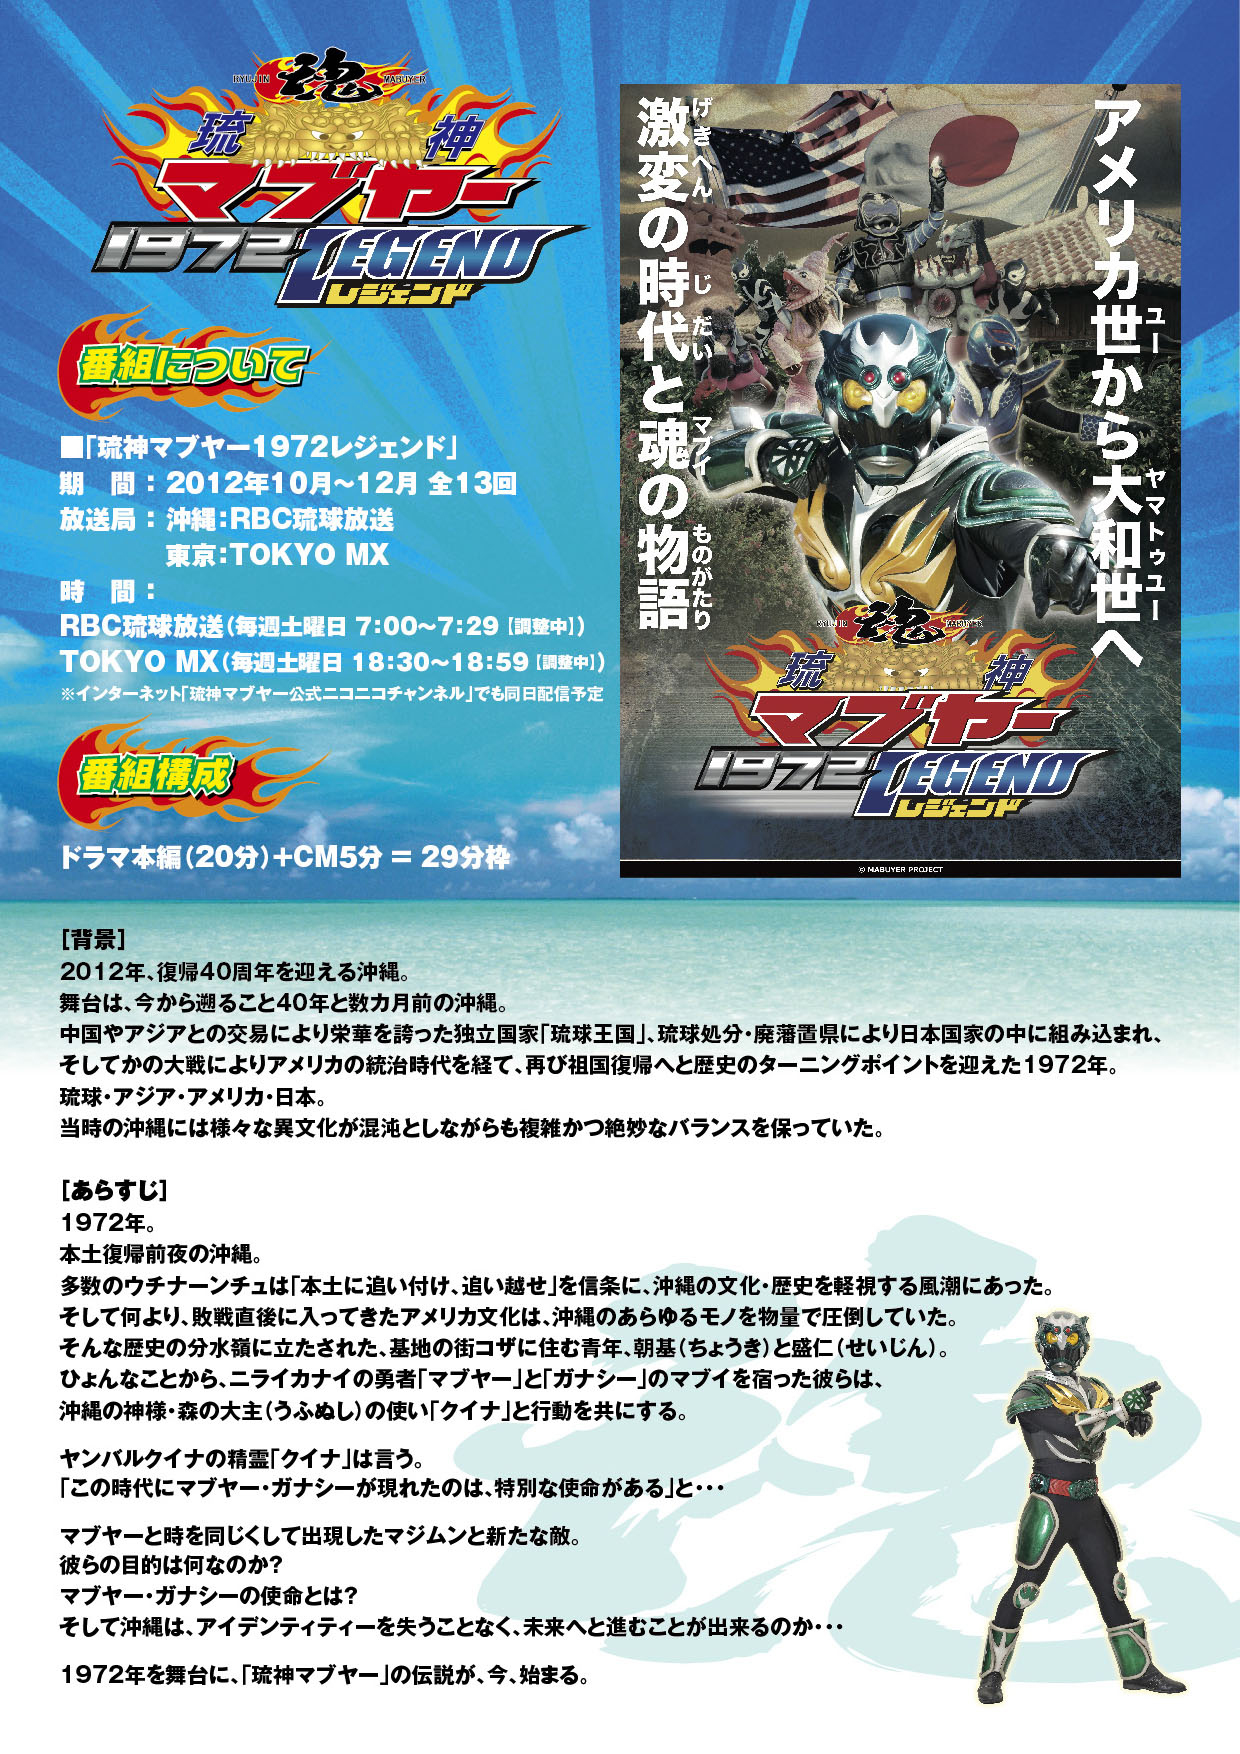 RYUJIN 魂 MABUYER
琉神
マブヤー
1972 LEGEND
レジェンド
番組について
■「琉神マブヤー1972レジェンド」
期　間 ： 2012年10月～12月 全13回
放送局 ： 沖縄：RBC琉球放送
東京：TOKYO MX
時　間 ：
RBC琉球放送（毎週土曜日 7:00～7:29【調整中】）
TOKYO MX（毎週土曜日 18:30～18:59【調整中】）
※インターネット「琉神マブヤー公式ニコニコチャンネル」でも同日配信予定
番組構成
ドラマ本編（20分）+CM5分 = 29分枠
アメリカ世から大和世へ
ユー
ヤマトゥユー
激変の時代と魂の物語
げきへん
じだい
マブイ
ものがたり
RYUJIN 魂 MABUYER
琉神
マブヤー
1972 LEGEND
レジェンド
© MABUYER PROJECT
［背景］
2012年、復帰40周年を迎える沖縄。
舞台は、今から遡ること40年と数カ月前の沖縄。
中国やアジアとの交易により栄華を誇った独立国家「琉球王国」、琉球処分・廃藩置県により日本国家の中に組み込まれ、
そしてかの大戦によりアメリカの統治時代を経て、再び祖国復帰へと歴史のターニングポイントを迎えた1972年。
琉球・アジア・アメリカ・日本。
当時の沖縄には様々な異文化が混沌としながらも複雑かつ絶妙なバランスを保っていた。
［あらすじ］
1972年。
本土復帰前夜の沖縄。
多数のウチナーンチュは「本土に追い付け、追い越せ」を信条に、沖縄の文化・歴史を軽視する風潮にあった。
そして何より、敗戦直後に入ってきたアメリカ文化は、沖縄のあらゆるモノを物量で圧倒していた。
そんな歴史の分水嶺に立たされた、基地の街コザに住む青年、朝基（ちょうき）と盛仁（せいじん）。
ひょんなことから、ニライカナイの勇者「マブヤー」と「ガナシー」のマブイを宿った彼らは、
沖縄の神様・森の大主（うふぬし）の使い「クイナ」と行動を共にする。
ヤンバルクイナの精霊「クイナ」は言う。
「この時代にマブヤー・ガナシーが現れたのは、特別な使命がある」と・・・
マブヤーと時を同じくして出現したマジムンと新たな敵。
彼らの目的は何なのか?
マブヤー・ガナシーの使命とは?
そして沖縄は、アイデンティティーを失うことなく、未来へと進むことが出来るのか・・・
1972年を舞台に、「琉神マブヤー」の伝説が、今、始まる。
魂